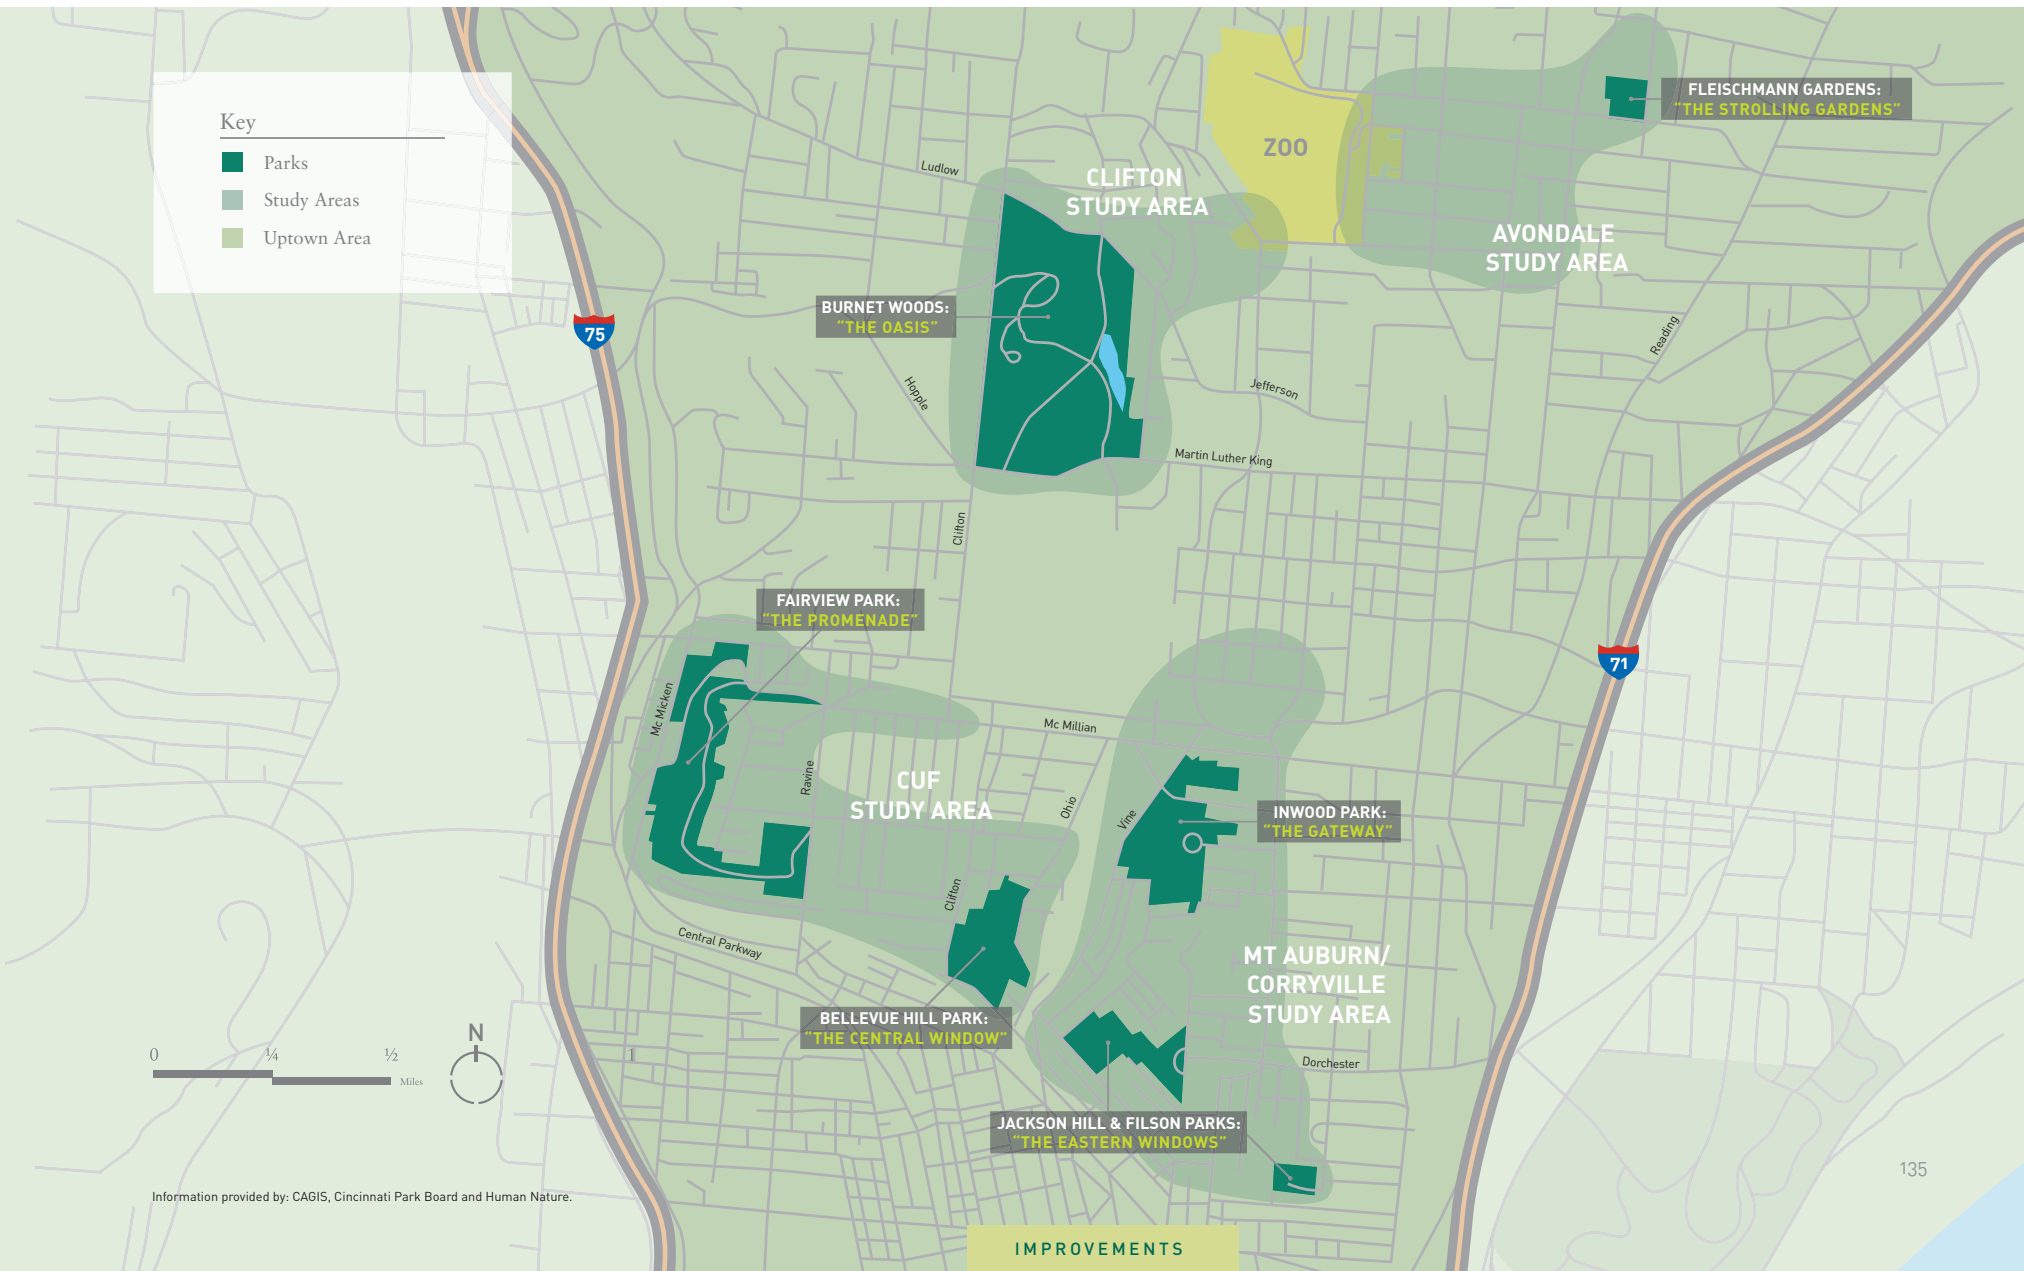 Key
Parks
Study Areas
Uptown Area
FLEISCHMANN GARDENS:
“THE STROLLING GARDENS”
ZOO
Ludlow
CLIFTON
STUDY AREA
AVONDALE
STUDY AREA
BURNET WOODS:
“THE OASIS”
75
Reading
Hopple
Jefferson
Martin Luther King
Clifton
FAIRVIEW PARK:
“THE PROMENADE”
71
Mc Micken
Mc Millian
Ravine
CUF
STUDY AREA
Ohio
Vine
INWOOD PARK:
“THE GATEWAY”
Clifton
Central Parkway
MT AUBURN/
CORRYVILLE
STUDY AREA
BELLEVUE HILL PARK:
“THE CENTRAL WINDOW”
N
0 ¼ ½ 1
Miles
Dorchester
JACKSON HILL & FILSON PARKS:
“THE EASTERN WINDOWS”
135
Information provided by: CAGIS, Cincinnati Park Board and Human Nature.
IMPROVEMENTS